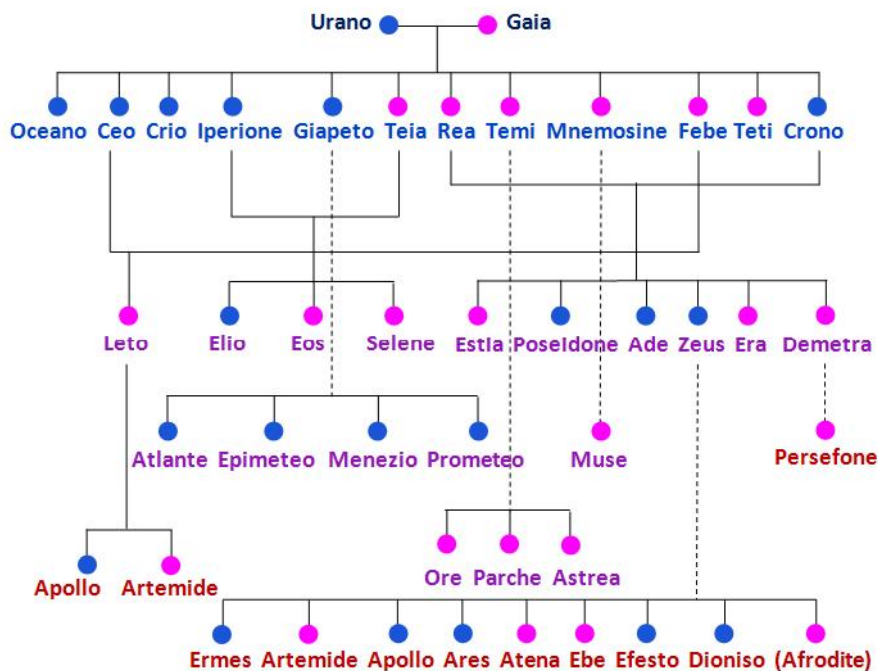 Urano Gaia
Oceano Ceo Crio Iperione Giapeto Teia Rea Temi Mnemosine Febe Teti Crono
Leto Elio Eos Selene Estia Poseidone Ade Zeus Era Demetra
Atlante Epimeteo Menezio Prometeo Muse Persefone
Ore Parche Astrea
Apollo Artemide
Ermes Artemide Apollo Ares Atena Ebe Efesto Dioniso (Afrodite)